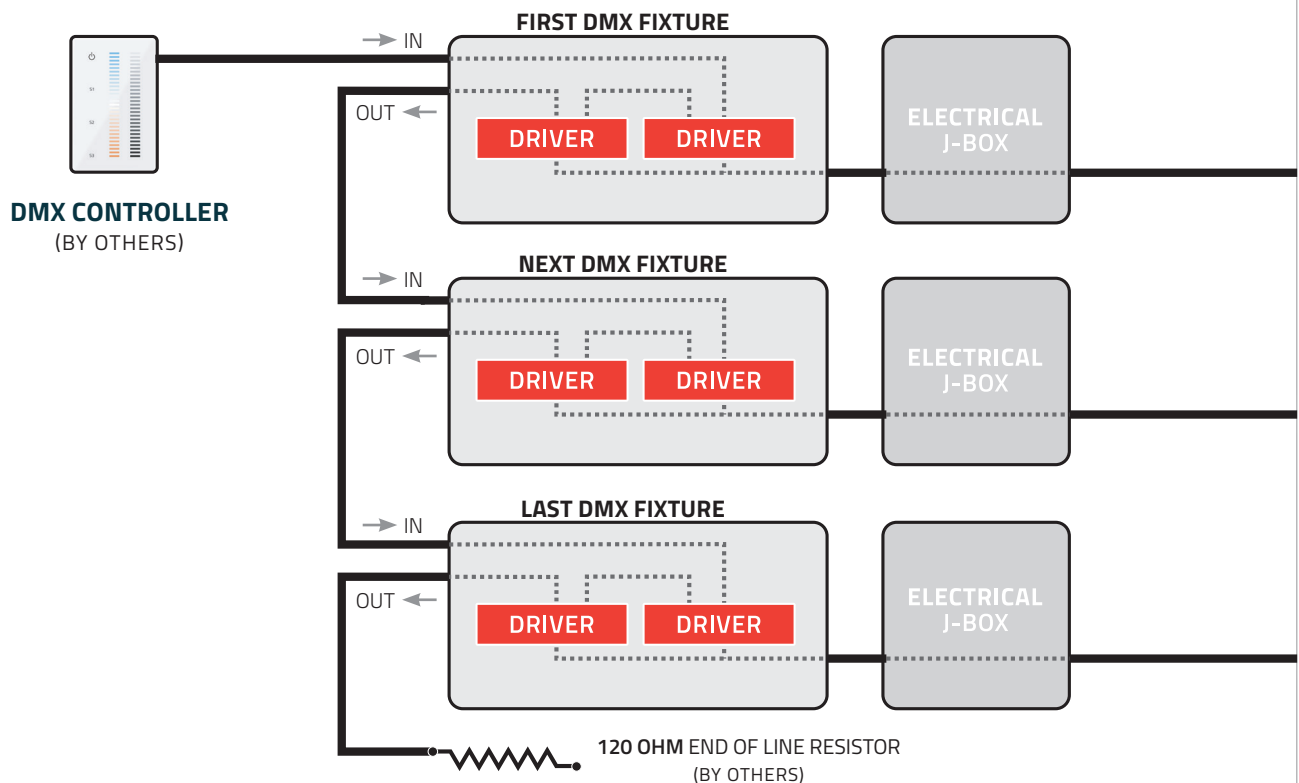 FIRST DMX FIXTURE
IN
OUT
DRIVER
DRIVER
ELECTRICAL
J-BOX
DMX CONTROLLER
(BY OTHERS)
NEXT DMX FIXTURE
IN
OUT
DRIVER
DRIVER
ELECTRICAL
J-BOX
LAST DMX FIXTURE
IN
OUT
DRIVER
DRIVER
ELECTRICAL
J-BOX
120 OHM END OF LINE RESISTOR
(BY OTHERS)